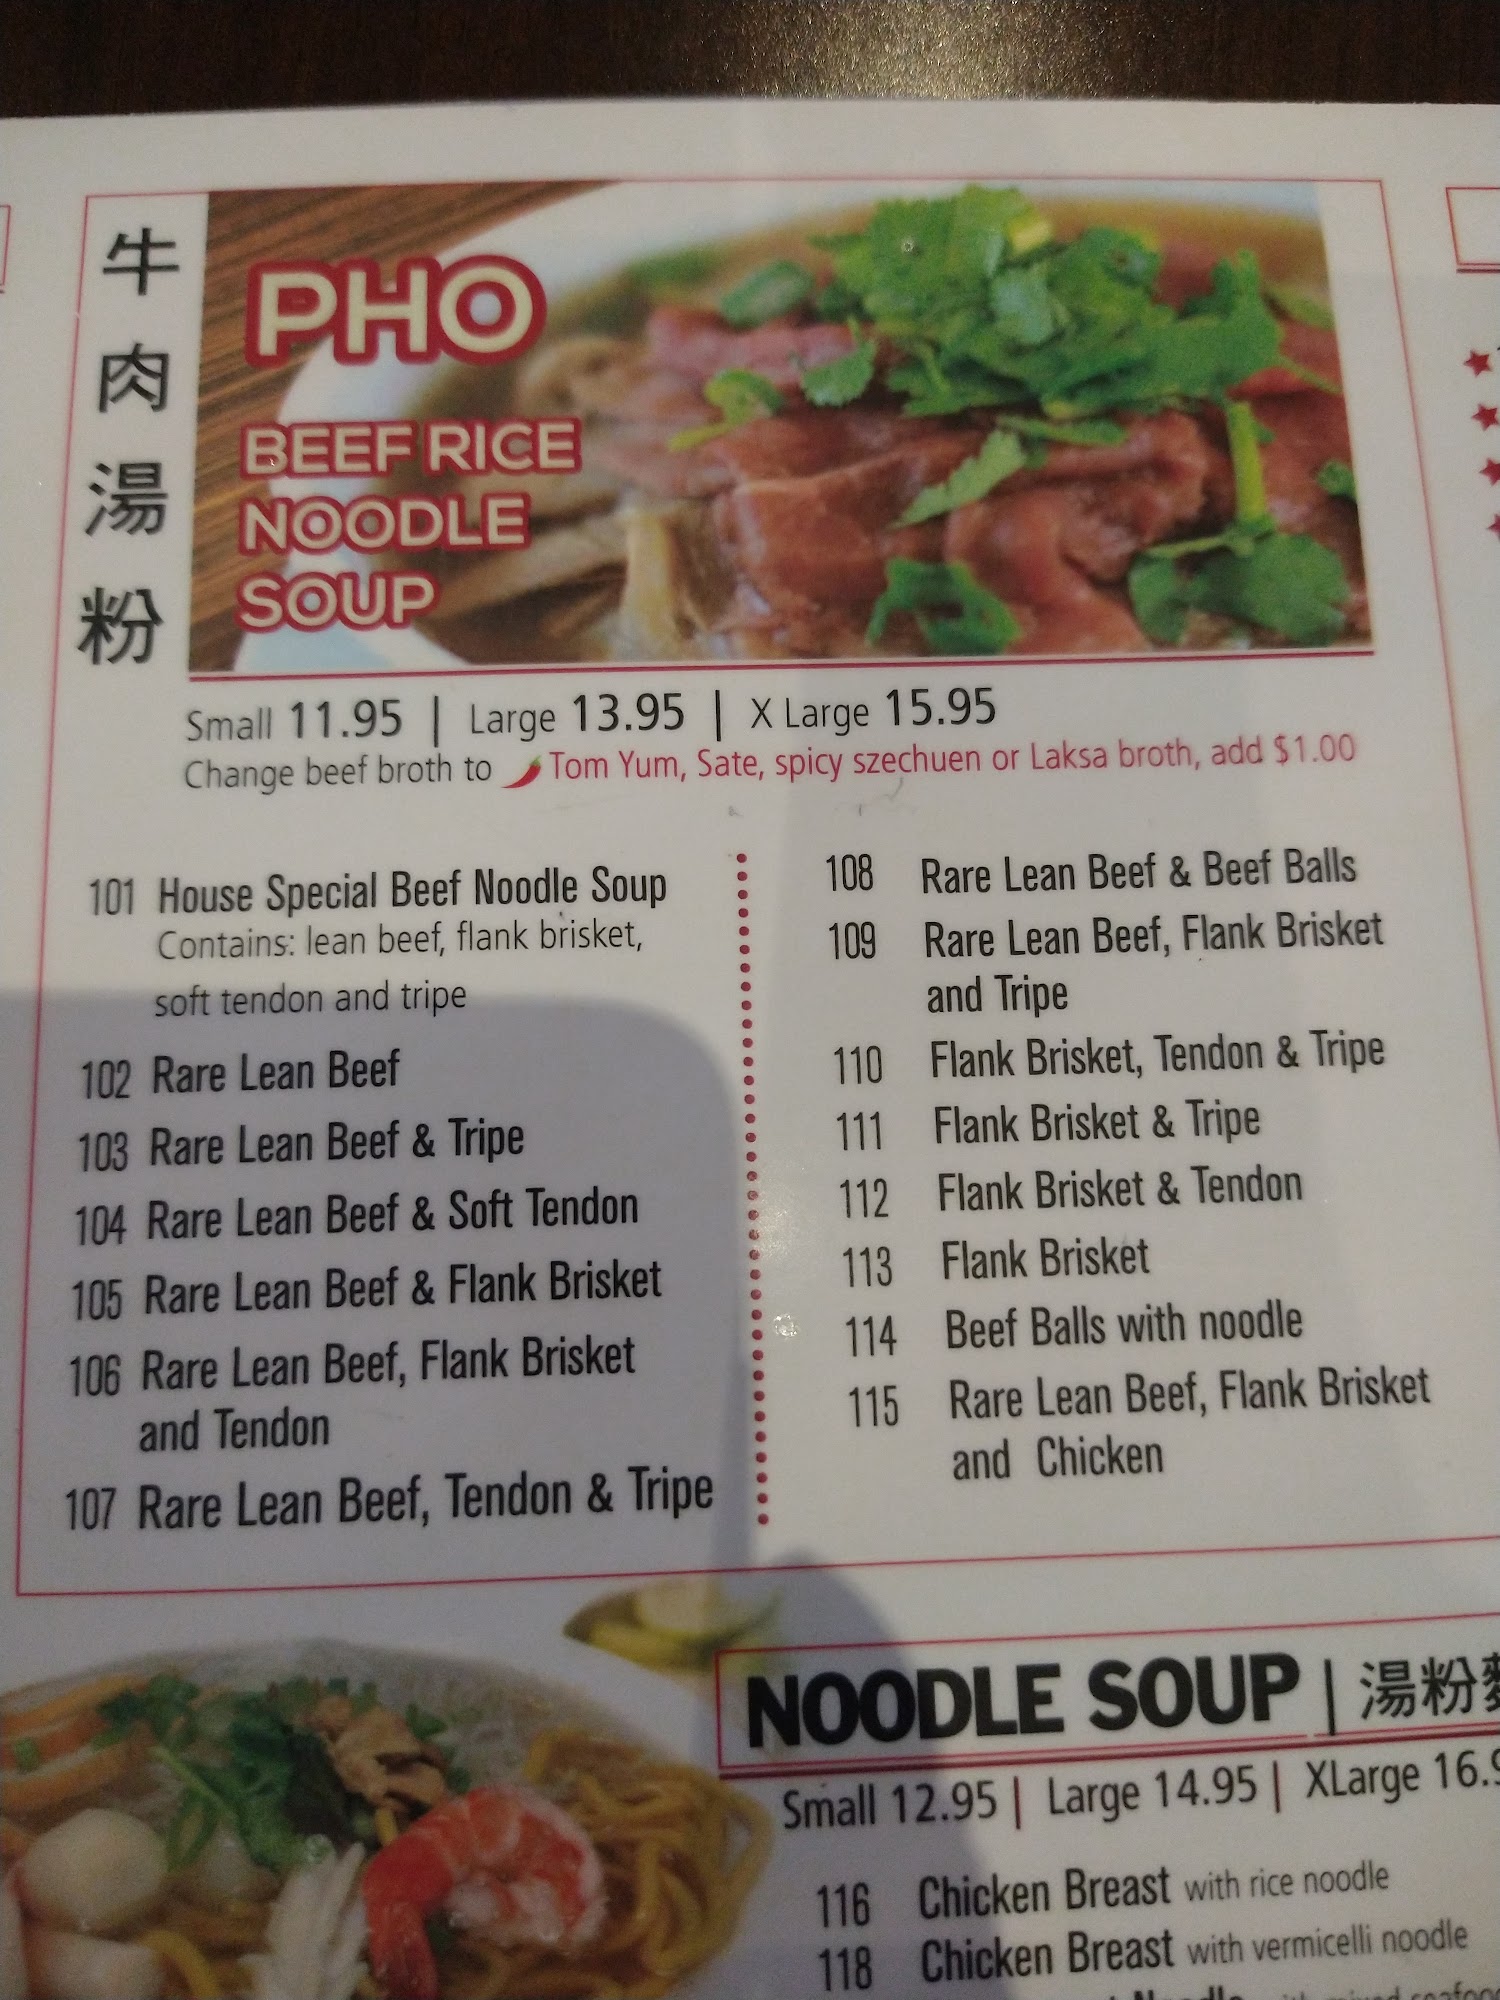 牛肉湯粉
PHO
BEEF RICE
NOODLE
SOUP
Small 11.95 | Large 13.95 | X Large 15.95
Change beef broth to Tom Yum, Sate, spicy szechuen or Laksa broth, add $1.00
101 House Special Beef Noodle Soup
Contains: lean beef, flank brisket,
soft tendon and tripe
102 Rare Lean Beef
103 Rare Lean Beef & Tripe
104 Rare Lean Beef & Soft Tendon
105 Rare Lean Beef & Flank Brisket
106 Rare Lean Beef, Flank Brisket
and Tendon
107 Rare Lean Beef, Tendon & Tripe
108 Rare Lean Beef & Beef Balls
109 Rare Lean Beef, Flank Brisket
and Tripe
110 Flank Brisket, Tendon & Tripe
111 Flank Brisket & Tripe
112 Flank Brisket & Tendon
113 Flank Brisket
114 Beef Balls with noodle
115 Rare Lean Beef, Flank Brisket
and Chicken
NOODLE SOUP | 湯粉
Small 12.95 | Large 14.95 | XLarge 16.9
116 Chicken Breast with rice noodle
118 Chicken Breast with vermicelli noodle